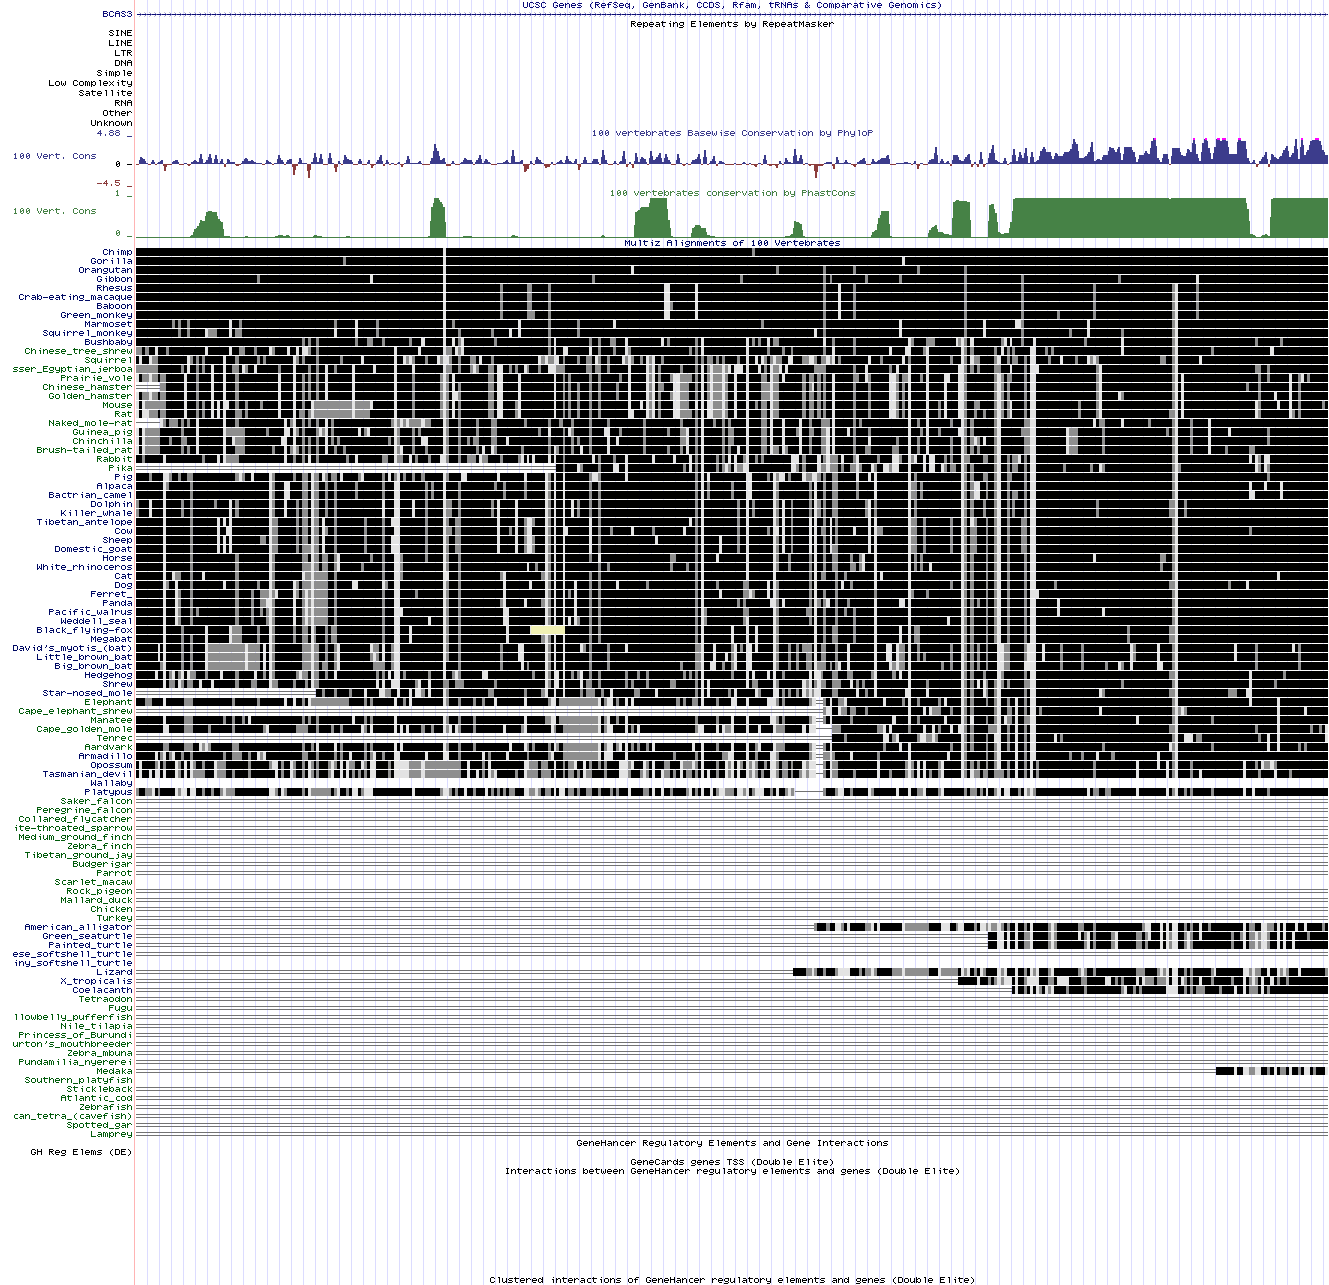 UCSC Genes (RefSeq, GenBank, CCDS, Rfam, tRNAs & Comparative Genomics)
BCAS3
Repeating Elements by RepeatMasker
SINE
LINE
LTR
DNA
Simple
Low Complexity
Satellite
RNA
Other
Unknown
100 vertebrates Basewise Conservation by PhyloP
4.88 _
100 Vert. Cons
0 _
-4.5 _
100 vertebrates conservation by PhastCons
1 _
100 Vert. Cons
0 _
Multiz Alignments of 100 Vertebrates
Chimp
Gorilla
Orangutan
Gibbon
Rhesus
Crab-eating_macaque
Baboon
Green_monkey
Marmoset
Squirrel_monkey
Bushbaby
Chinese_tree_shrew
Squirrel
sser_Egyptian_jerboa
Prairie_vole
Chinese_hamster
Golden_hamster
Mouse
Rat
Naked_mole-rat
Guinea_pig
Chinchilla
Brush-tailed_rat
Rabbit
Pika
Pig
Alpaca
Bactrian_camel
Dolphin
Killer_whale
Tibetan_antelope
Cow
Sheep
Domestic_goat
Horse
White_rhinoceros
Cat
Dog
Ferret_
Panda
Pacific_walrus
Weddell_seal
Black_flying-fox
Megabat
David's_myotis_(bat)
Little_brown_bat
Big_brown_bat
Hedgehog
Shrew
Star-nosed_mole
Elephant
Cape_elephant_shrew
Manatee
Cape_golden_mole
Tenrec
Aardvark
Armadillo
Opossum
Tasmanian_devil
Wallaby
Platypus
Saker_falcon
Peregrine_falcon
Collared_flycatcher
ite-throated_sparrow
Medium_ground_finch
Zebra_finch
Tibetan_ground_jay
Budgerigar
Parrot
Scarlet_macaw
Rock_pigeon
Mallard_duck
Chicken
Turkey
American_alligator
Green_seaturtle
Painted_turtle
ese_softshell_turtle
iny_softshell_turtle
Lizard
X_tropicalis
Coelacanth
Tetraodon
Fugu
llowbelly_pufferfish
Nile_tilapia
Princess_of_Burundi
urton's_mouthbreeder
Zebra_mbuna
Pundamilia_nyererei
Medaka
Southern_platyfish
Stickleback
Atlantic_cod
Zebrafish
can_tetra_(cavefish)
Spotted_gar
Lamprey
GeneHancer Regulatory Elements and Gene Interactions
GH Reg Elems (DE)
GeneCards genes TSS (Double Elite)
Interactions between GeneHancer regulatory elements and genes (Double Elite)
Clustered interactions of GeneHancer regulatory elements and genes (Double Elite)